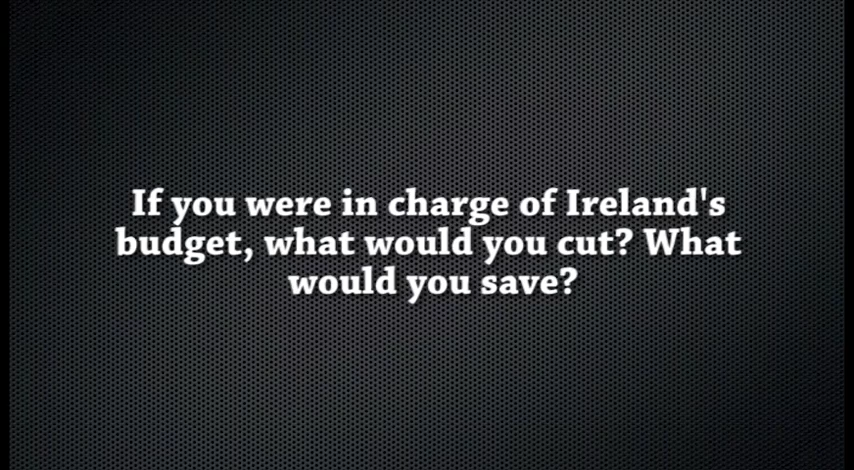 If you were in charge of Ireland's
budget, what would you cut? What
would you save?